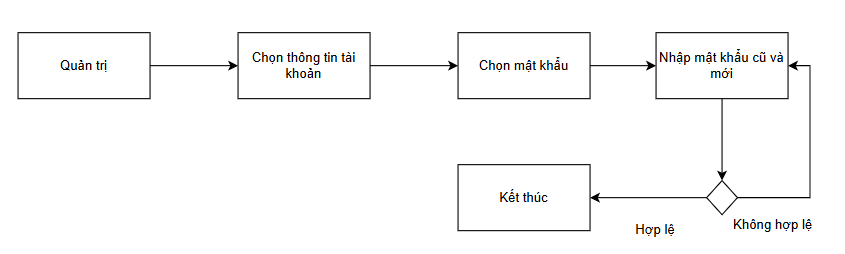 Quản trị
Chọn thông tin tài
khoản
Chọn mật khẩu
Nhập mật khẩu cũ và
mới
Kết thúc
Hợp lệ
Không hợp lệ